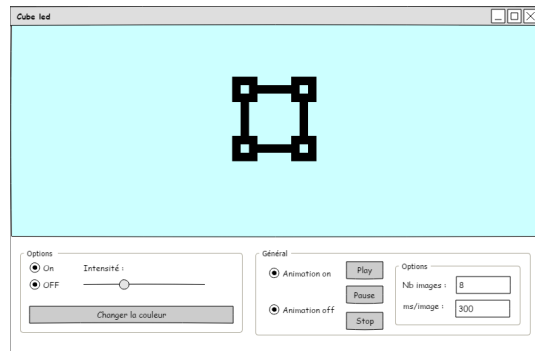 Cube led
Options
On
Intensité :
OFF
Changer la couleur
Général
Animation on
Animation off
Play
Pause
Stop
Options
Nb images : 8
ms/image : 300